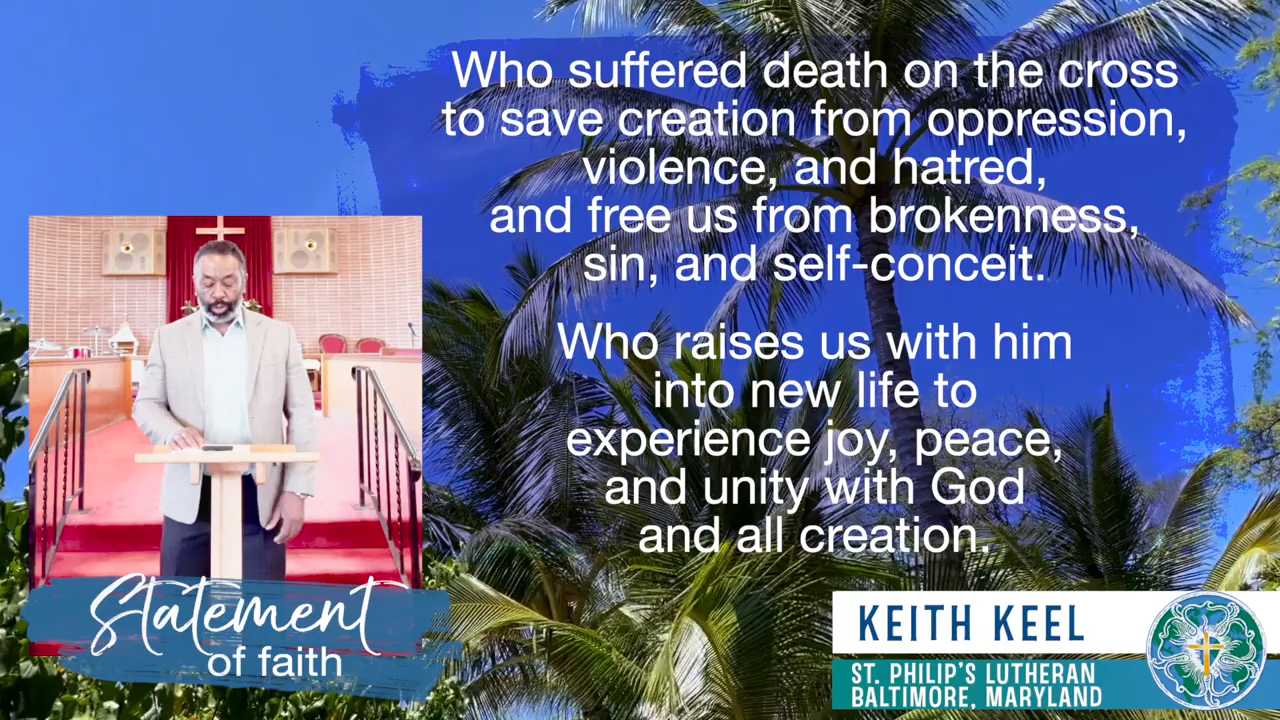 Who suffered death on the cross
to save creation from oppression,
violence, and hatred,
and free us from brokenness,
sin, and self-conceit.
Who raises us with him
into new life to
experience joy, peace,
and unity with God
and all creation.
Statement
of faith
KEITH KEEL
ST. PHILIP'S LUTHERAN
BALTIMORE, MARYLAND